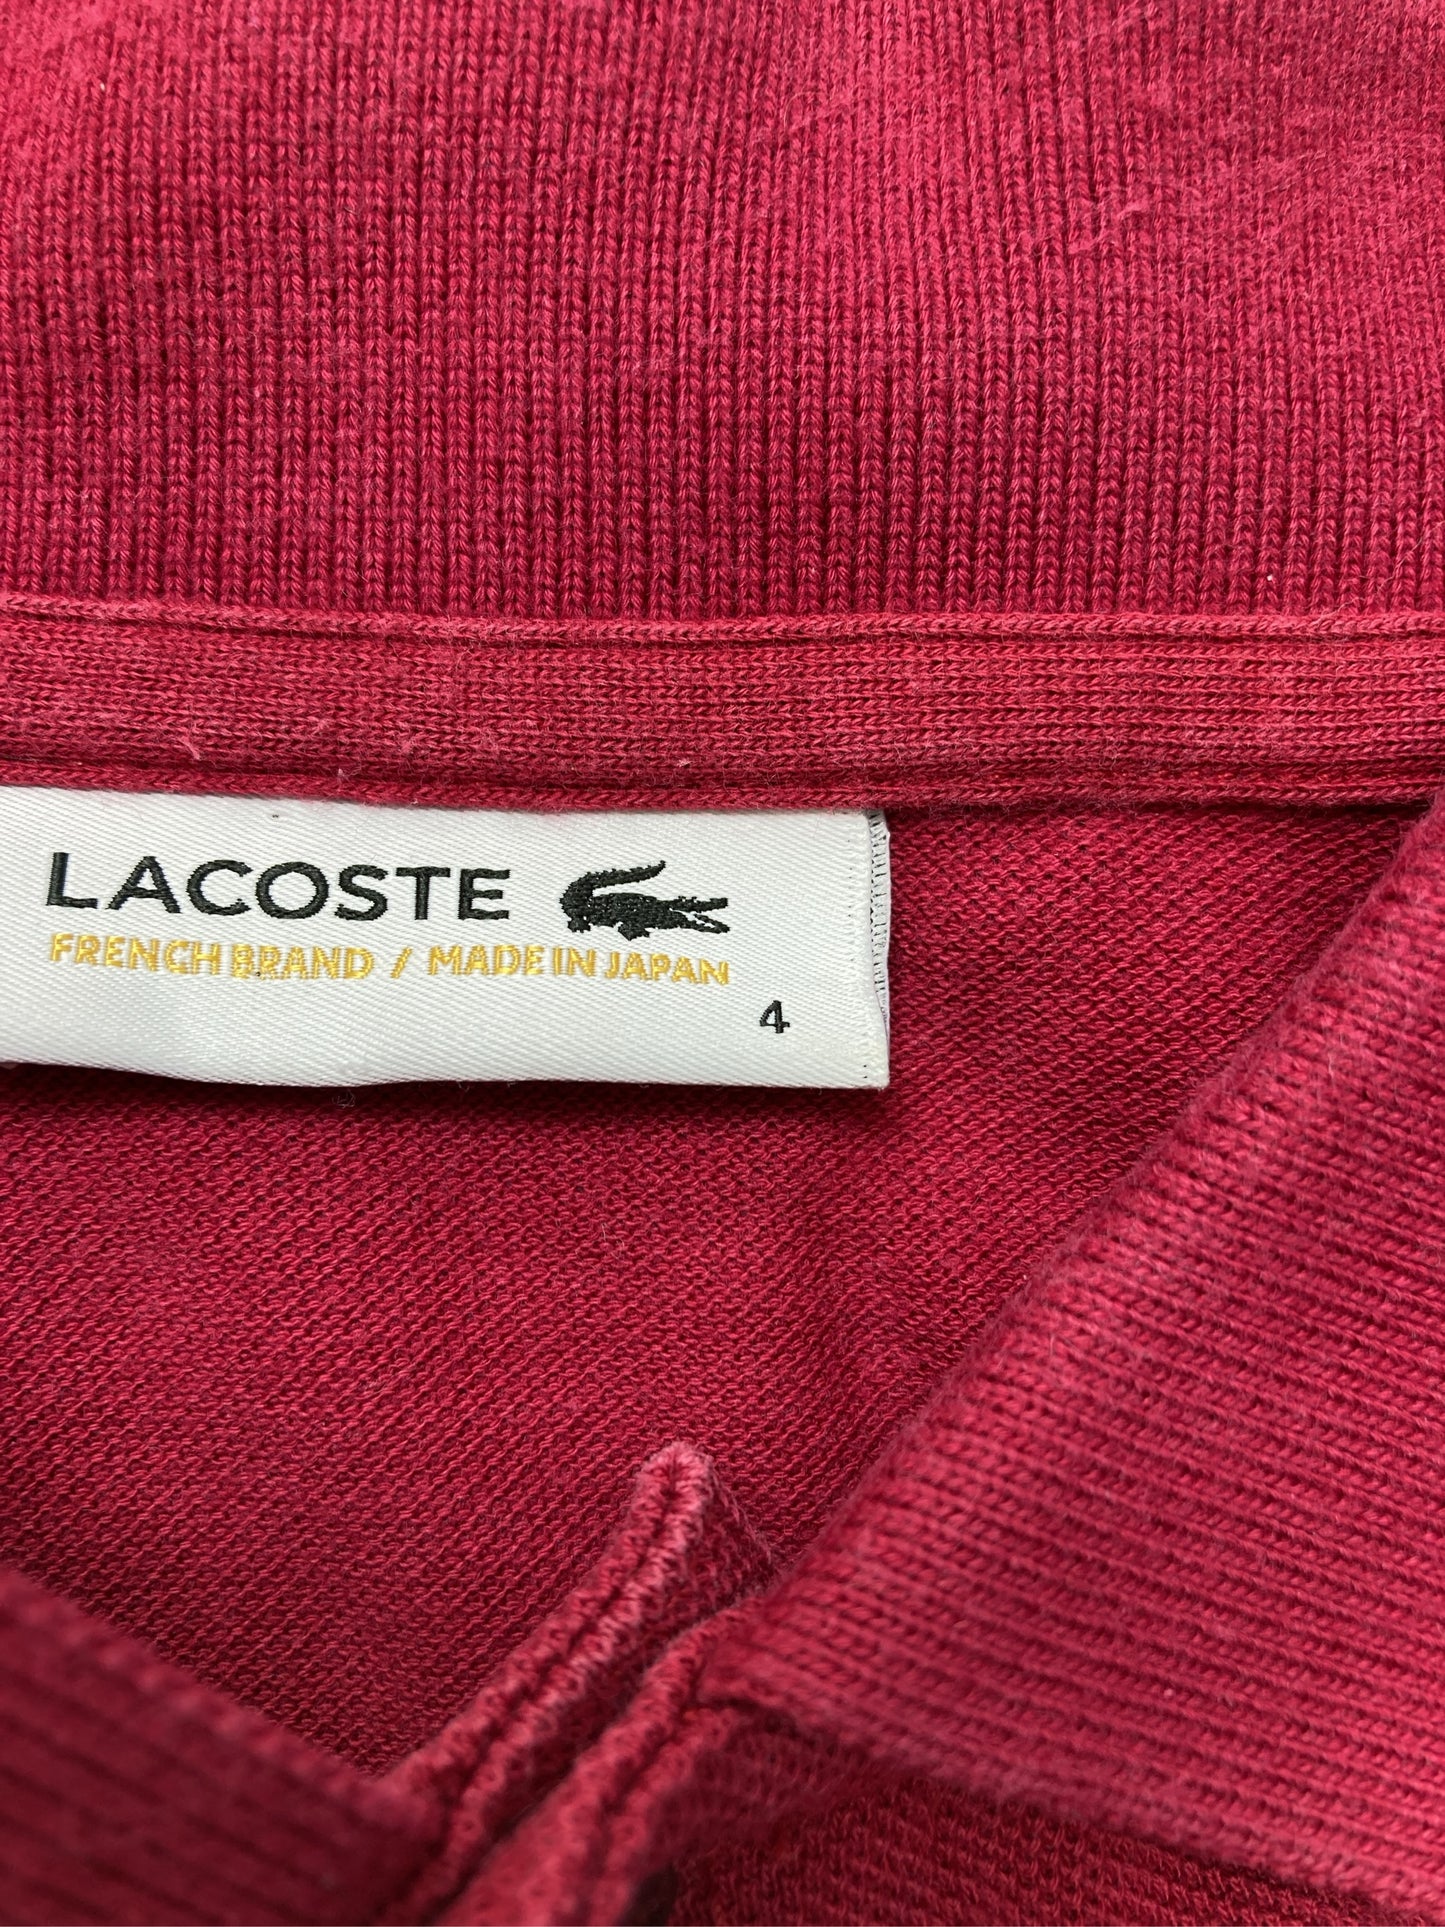 LACOSTE
FRENCH BRAND / MADE IN JAPAN
4